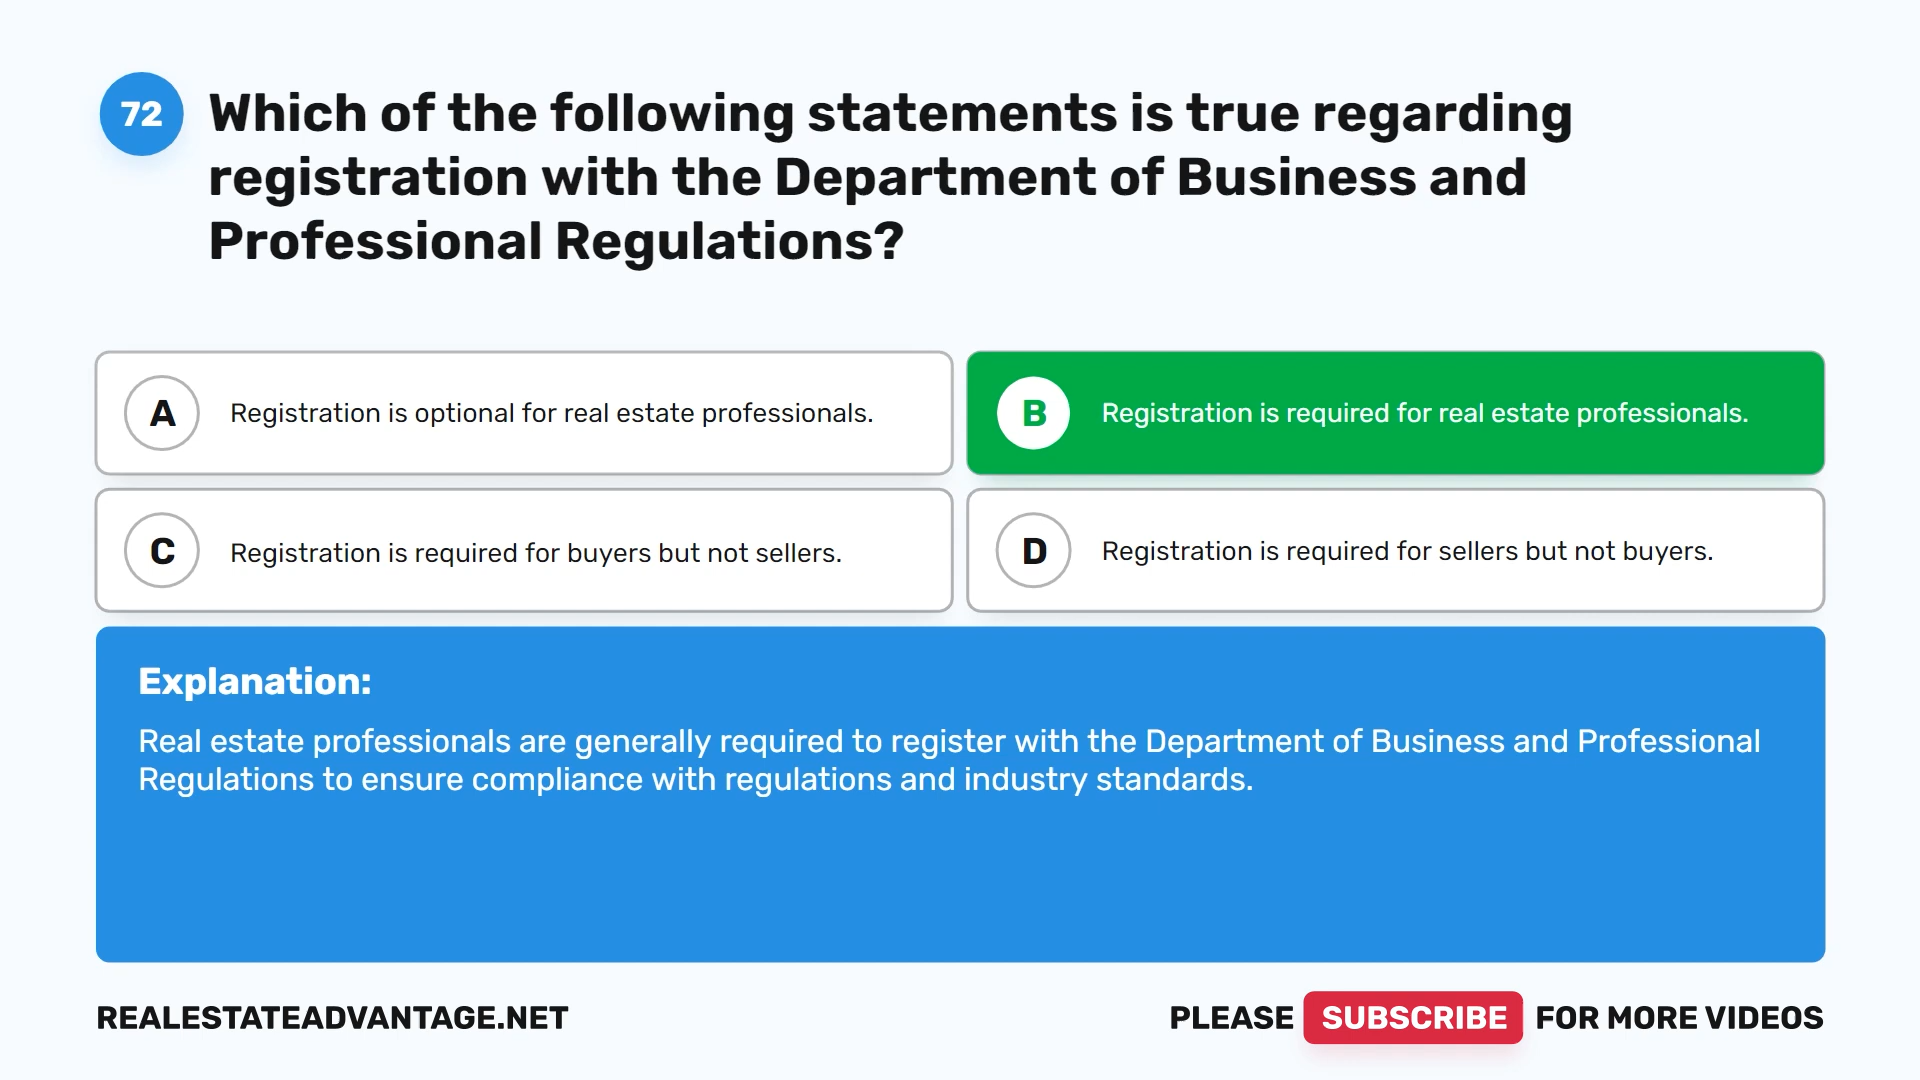 72
Which of the following statements is true regarding
registration with the Department of Business and
Professional Regulations?
A Registration is optional for real estate professionals.
B Registration is required for real estate professionals.
C Registration is required for buyers but not sellers.
D Registration is required for sellers but not buyers.
Explanation:
Real estate professionals are generally required to register with the Department of Business and Professional
Regulations to ensure compliance with regulations and industry standards.
REALESTATEADVANTAGE.NET
PLEASE SUBSCRIBE FOR MORE VIDEOS